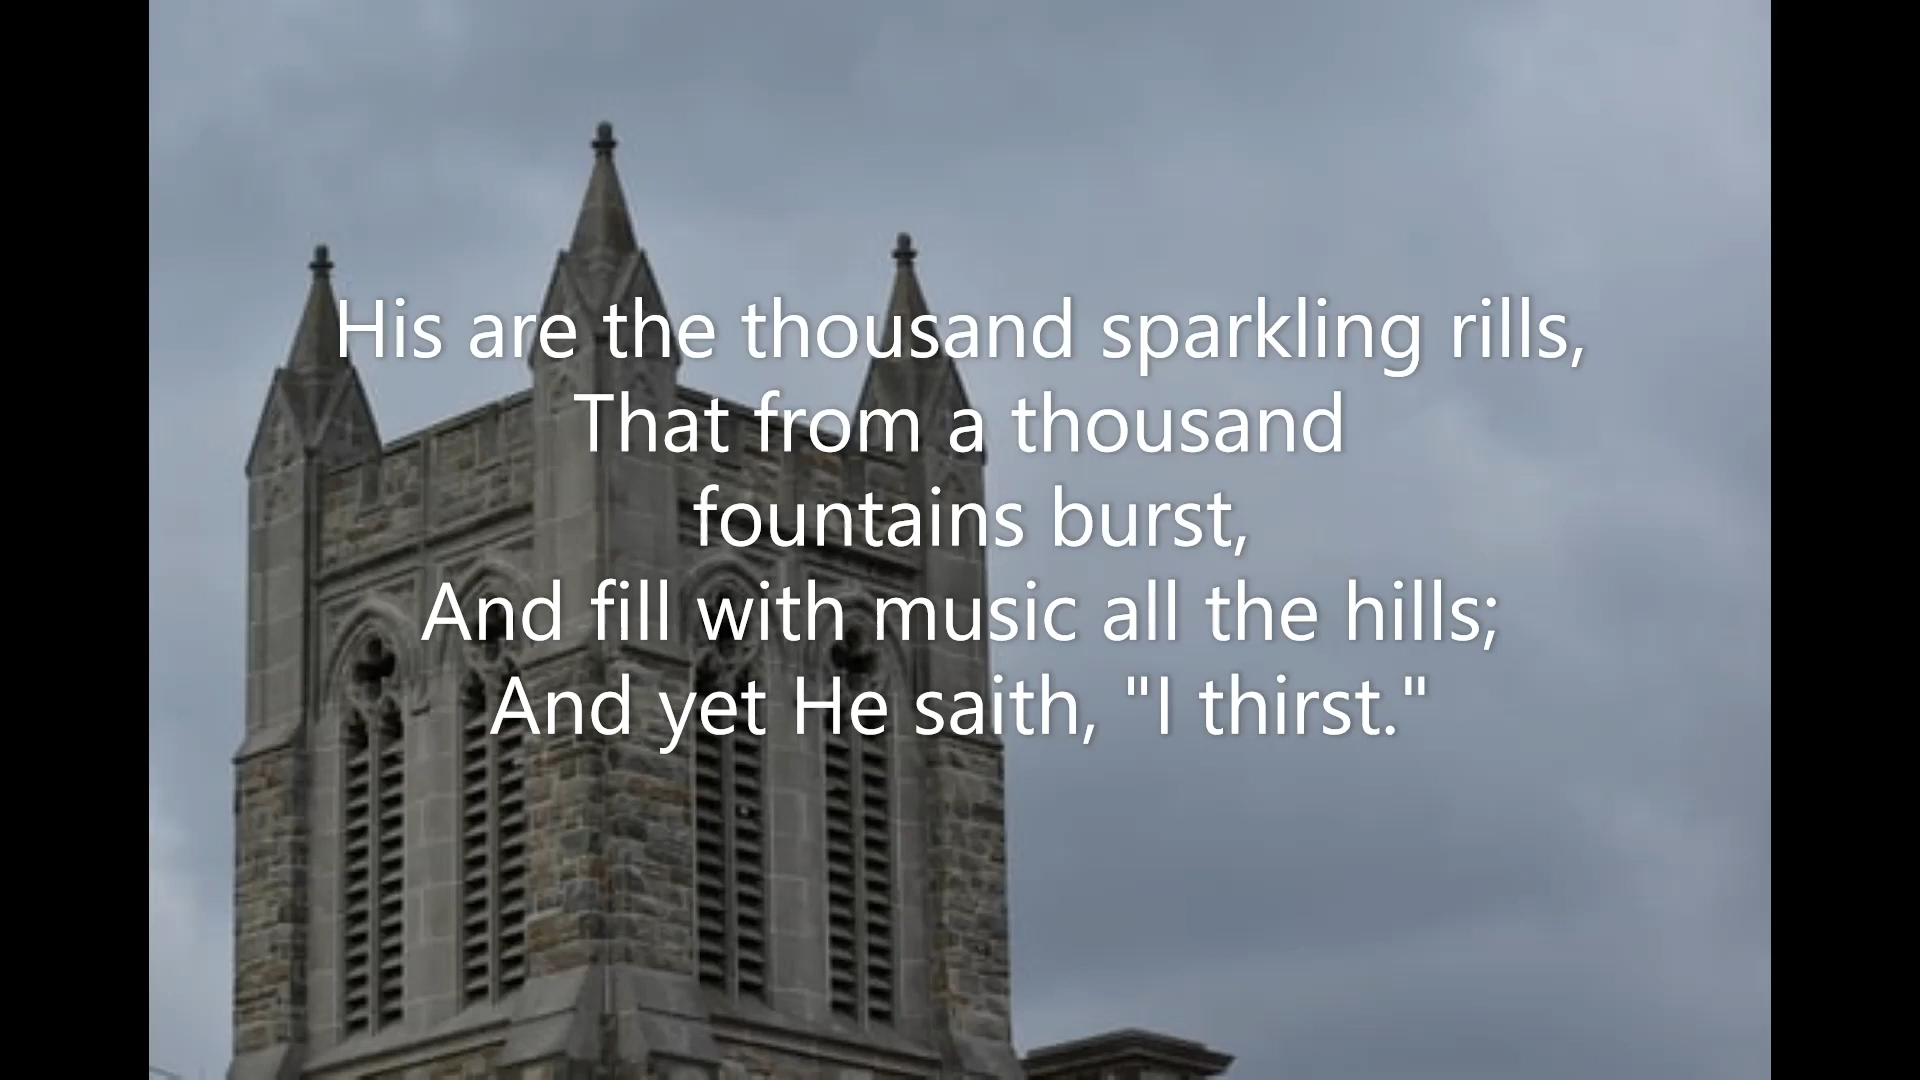 His are the thousand sparkling rills,
That from a thousand
fountains burst,
And fill with music all the hills;
And yet He saith, "I thirst."